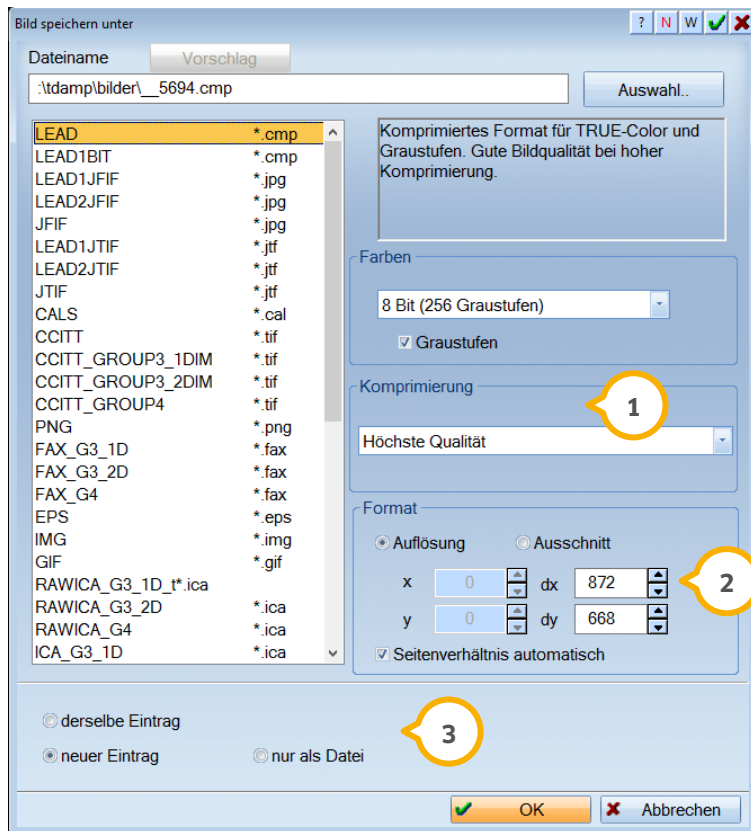 Bild speichern unter
? N W
Dateiname Vorschlag
:\tdamp\bilder\__5694.cmp
Auswahl..
LEAD *.cmp
LEAD1BIT *.cmp
LEAD1JFIF *.jpg
LEAD2JFIF *.jpg
JFIF *.jpg
LEAD1JTIF *.jtf
LEAD2JTIF *.jtf
JTIF *.jtf
CALS *.cal
CCITT *.tif
CCITT_GROUP3_1DIM *.tif
CCITT_GROUP3_2DIM *.tif
CCITT_GROUP4 *.tif
PNG *.png
FAX_G3_1D *.fax
FAX_G3_2D *.fax
FAX_G4 *.fax
EPS *.eps
IMG *.img
GIF *.gif
RAWICA_G3_1D_t*.ica
RAWICA_G3_2D *.ica
RAWICA_G4 *.ica
ICA_G3_1D *.ica
Komprimiertes Format für TRUE-Color und
Graustufen. Gute Bildqualität bei hoher
Komprimierung.
Farben
8 Bit (256 Graustufen)
Graustufen
Komprimierung
1
Höchste Qualität
Format
Auflösung Ausschnitt
x 0 dx 872
2
y 0 dy 668
Seitenverhältnis automatisch
derselbe Eintrag
3
neuer Eintrag nur als Datei
OK Abbrechen